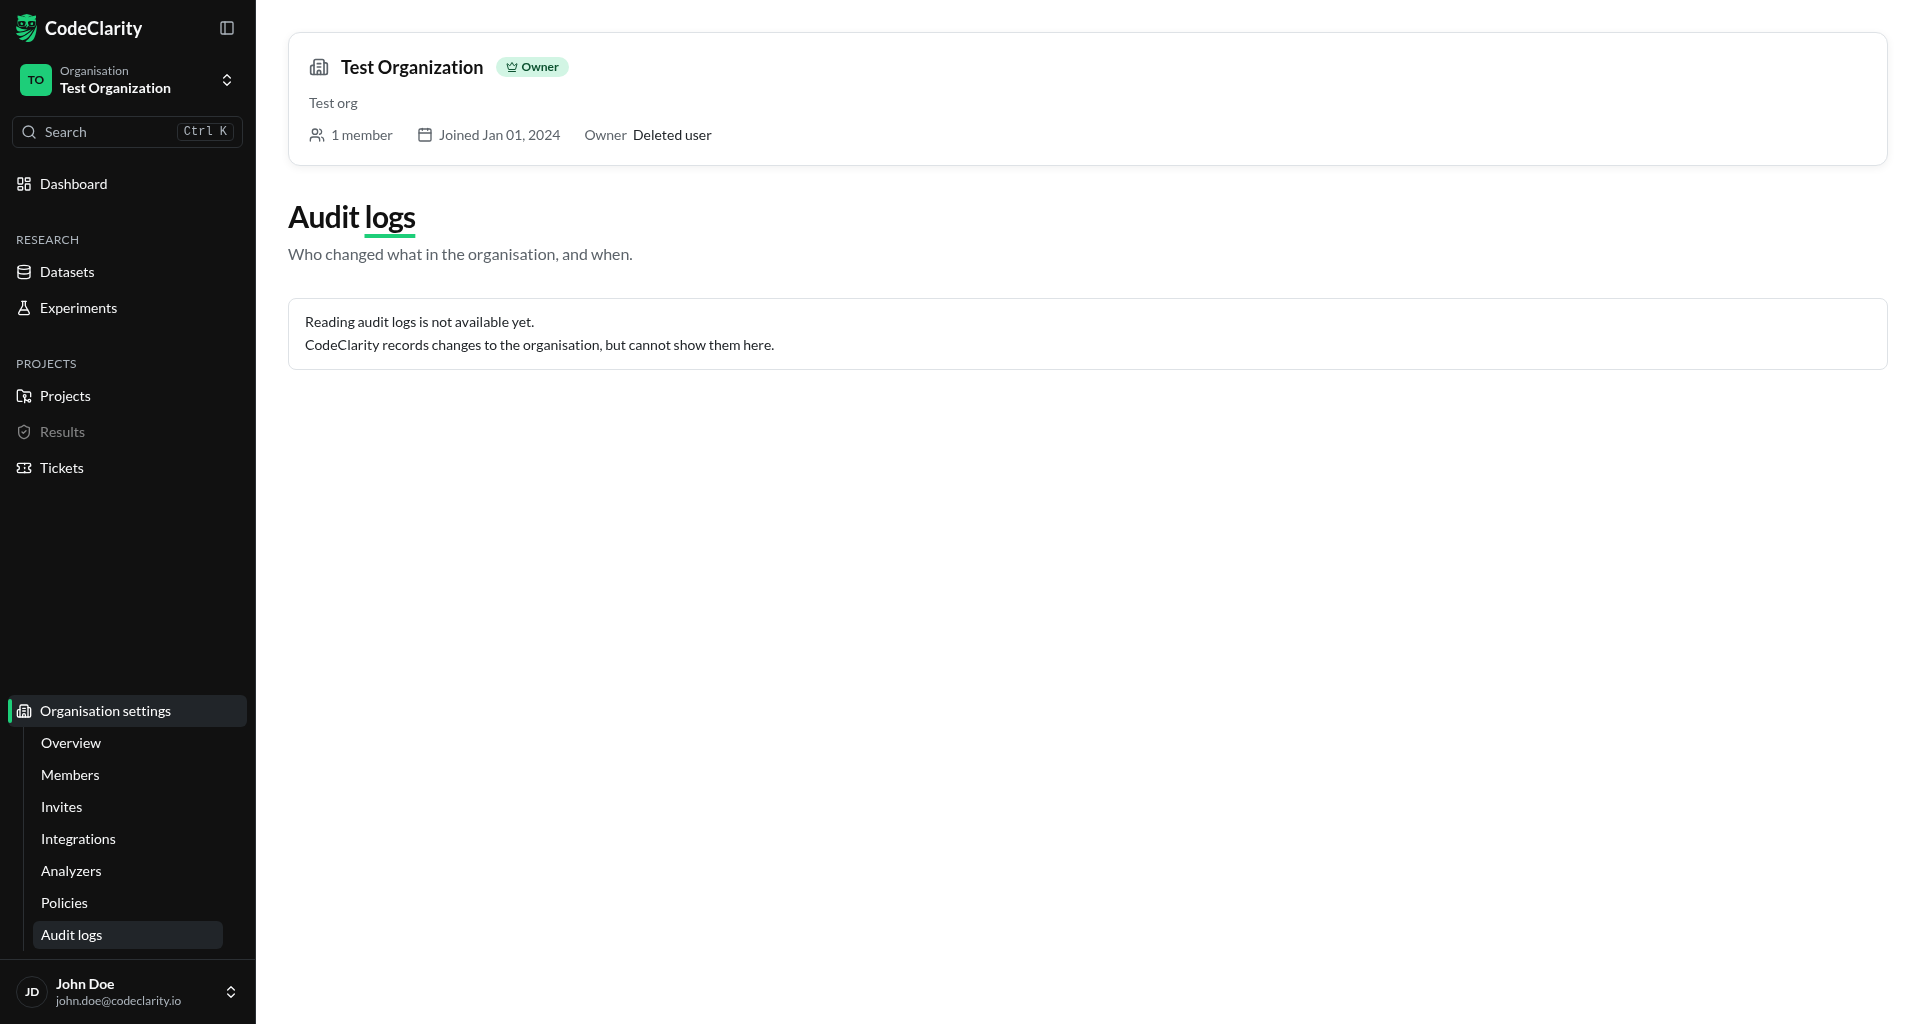 CodeClarity
TO
Organisation
Test Organization
Search
Ctrl K
Dashboard
RESEARCH
Datasets
Experiments
PROJECTS
Projects
Results
Tickets
Organisation settings
Overview
Members
Invites
Integrations
Analyzers
Policies
Audit logs
JD
John Doe
john.doe@codeclarity.io
Test Organization
Owner
Test org
1 member
Joined Jan 01, 2024
Owner Deleted user
Audit logs
Who changed what in the organisation, and when.
Reading audit logs is not available yet.
CodeClarity records changes to the organisation, but cannot show them here.